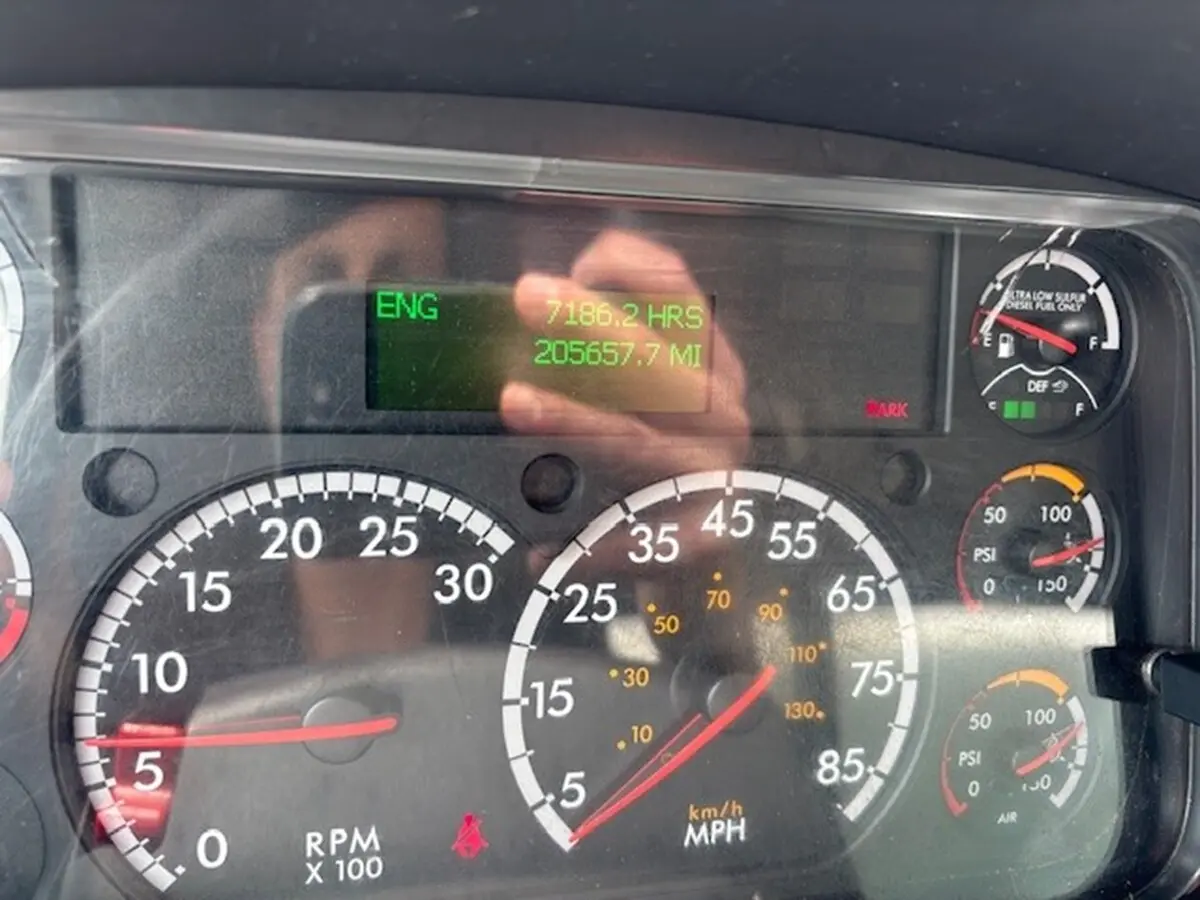 ENG 7186.2 HRS
205657.7 MI
PARK
ULTRA LOW SULFUR
DIESEL FUEL ONLY
E F
DEF
F
0 5 10 15 20 25 30
RPM
X 100
5 15 25 35 45 55 65 75 85
10 30 50 70 90 110 130
km/h
MPH
50 100
PSI
0 150
50 100
PSI
0
AIR